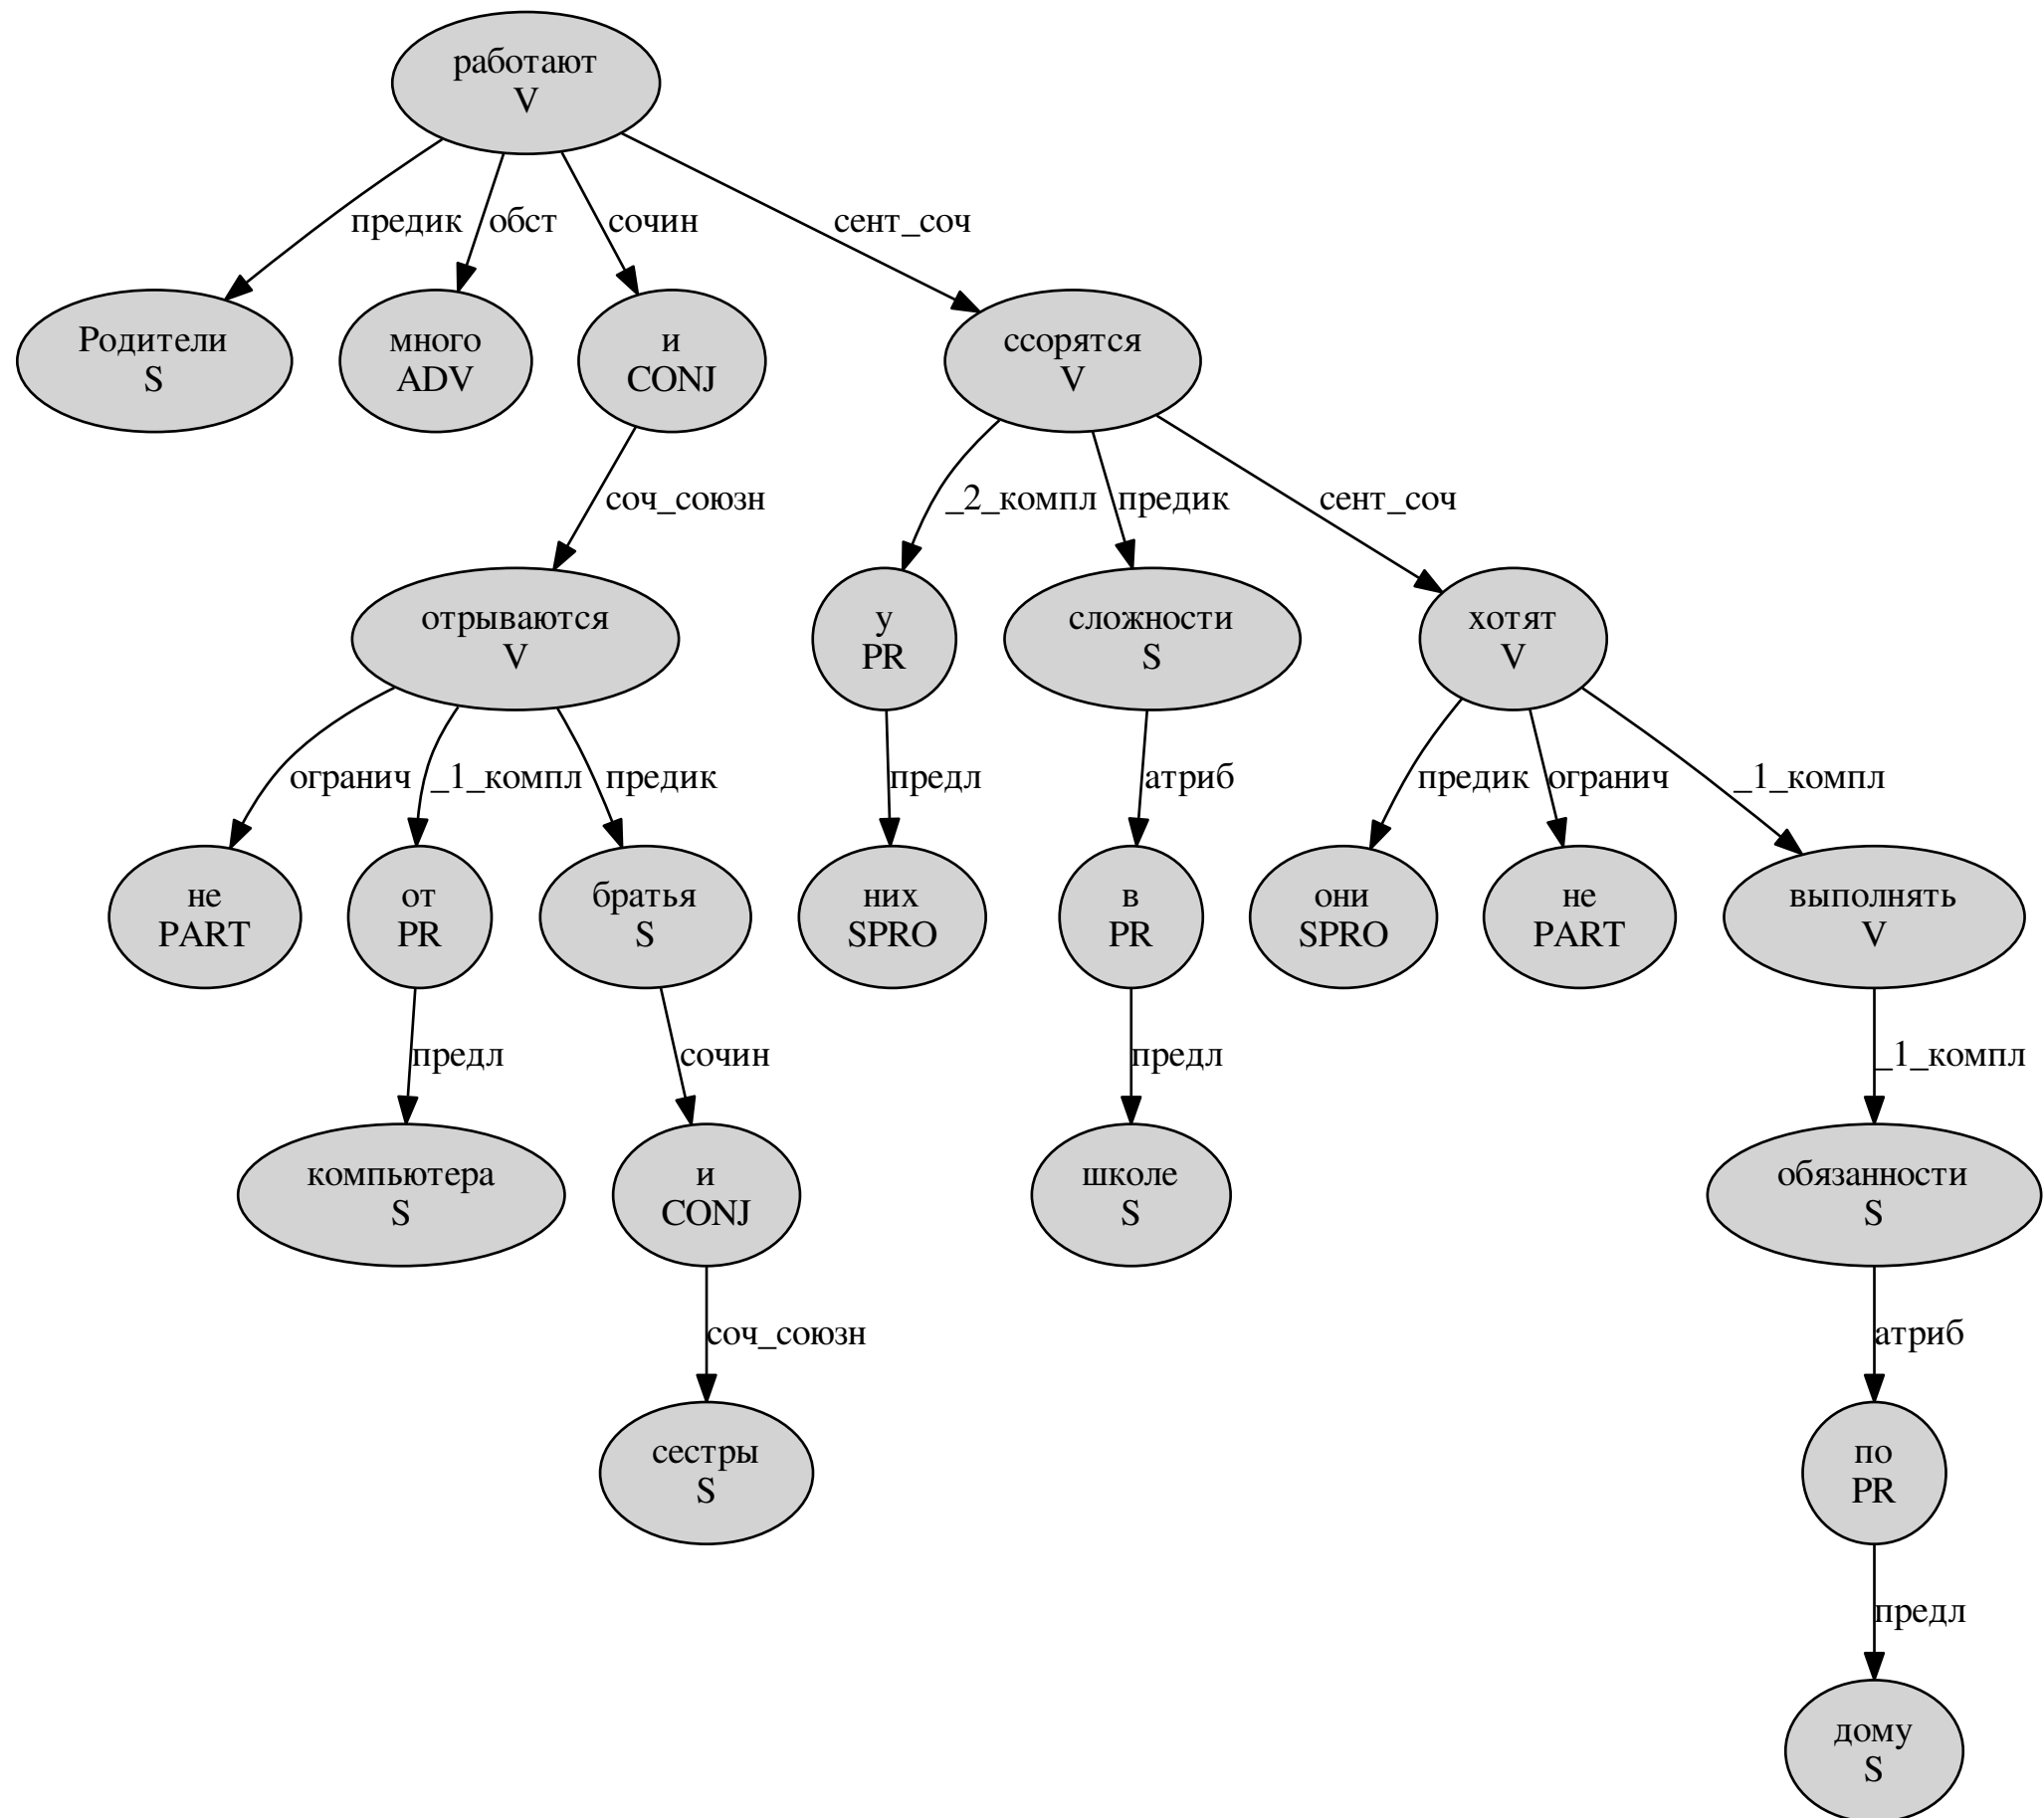 работают
V
предик
обст
сочин
сент_соч
Родители
S
много
ADV
и
CONJ
ссорятся
V
соч_союзн
_2_компл
предик
сент_соч
отрываются
V
у
PR
сложности
S
хотят
V
огранич
_1_компл
предик
предл
атриб
предик
огранич
_1_компл
не
PART
от
PR
братья
S
них
SPRO
в
PR
они
SPRO
не
PART
выполнять
V
предл
сочин
предл
_1_компл
компьютера
S
и
CONJ
школе
S
обязанности
S
соч_союзн
атриб
сестры
S
по
PR
предл
дому
S